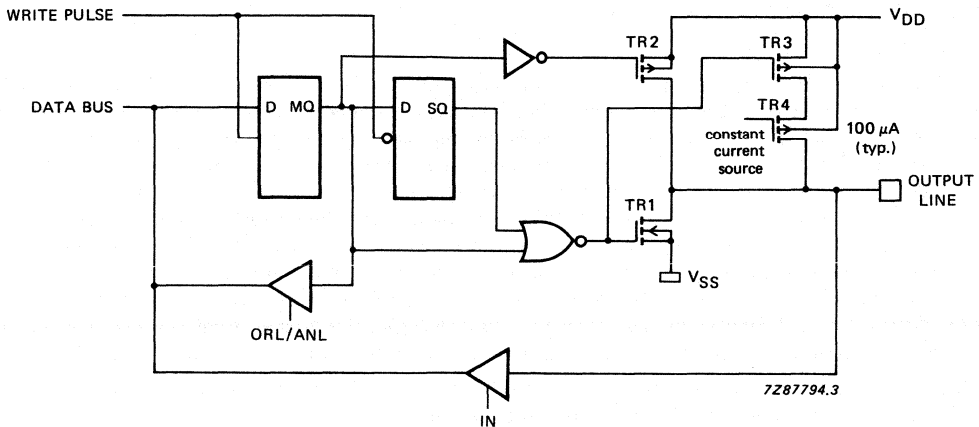 WRITE PULSE
V_DD
TR2
TR3
DATA BUS
D MQ
D SQ
TR4
constant
current
source
100 μA
(typ.)
OUTPUT
LINE
TR1
V_SS
ORL/ANL
IN
7Z87794.3